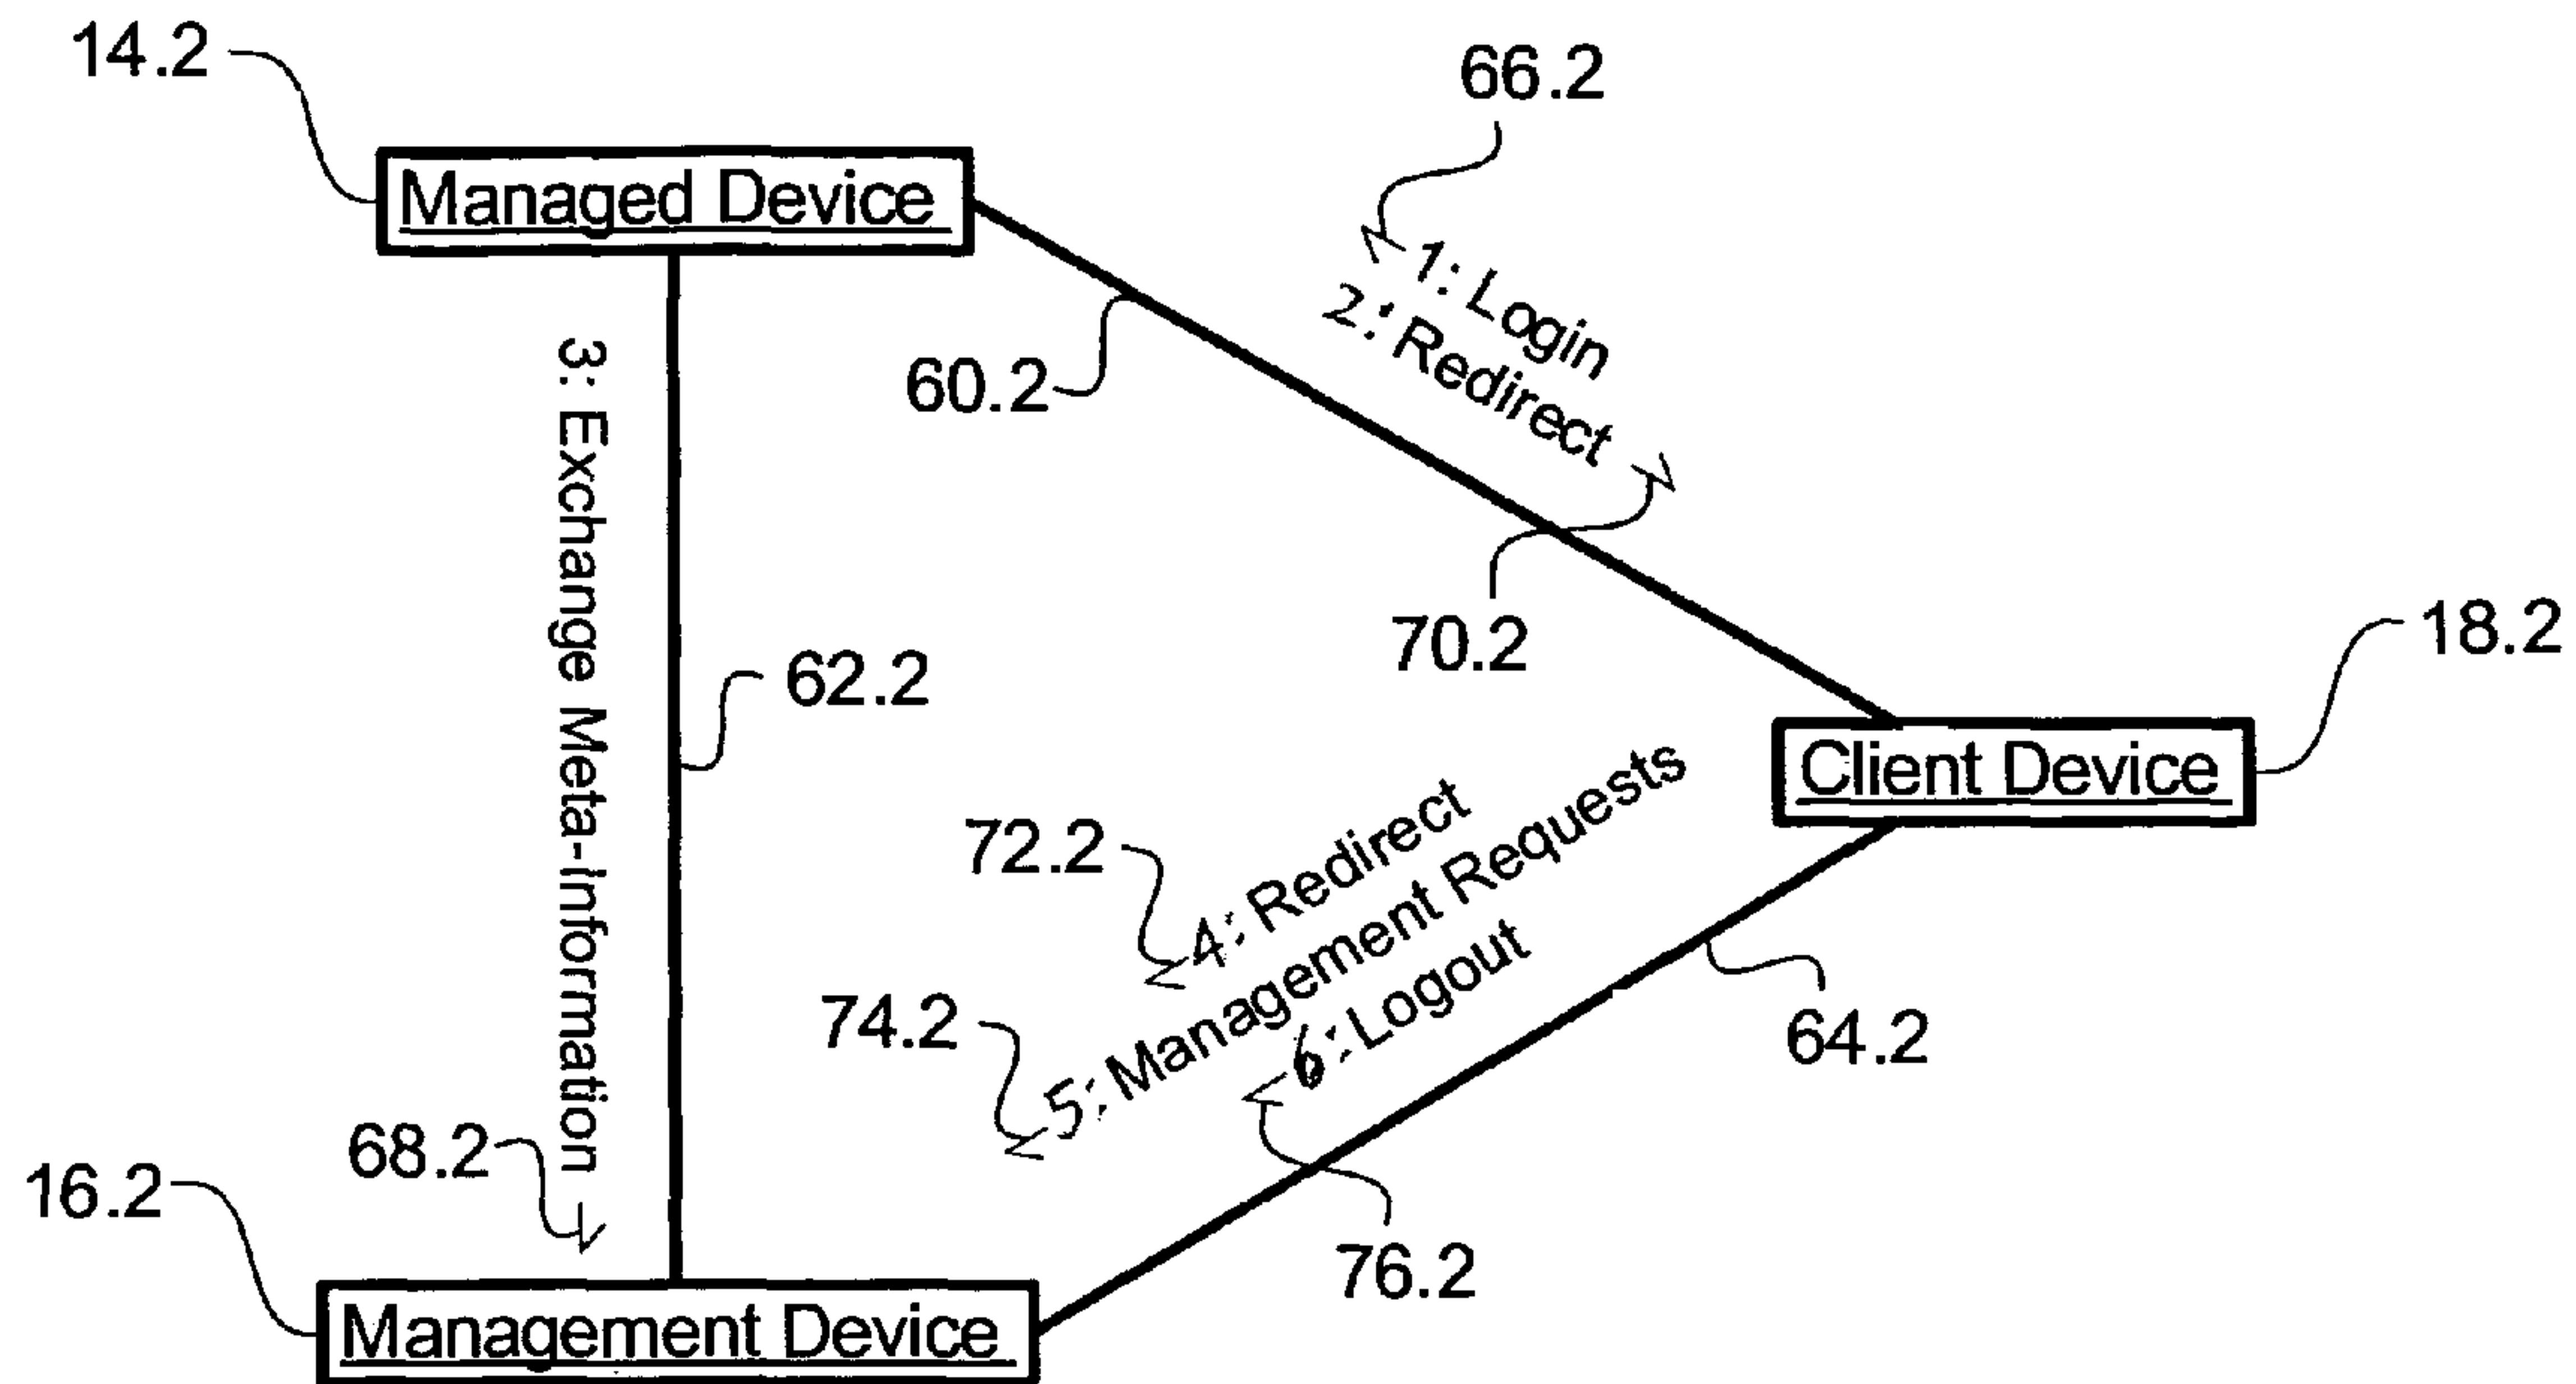 14.2
66.2
Managed Device
1: Login
2: Redirect
60.2
3: Exchange Meta-Information
62.2
70.2
18.2
Client Device
72.2
4: Redirect
5: Management Requests
6: Logout
74.2
64.2
68.2
16.2
76.2
Management Device